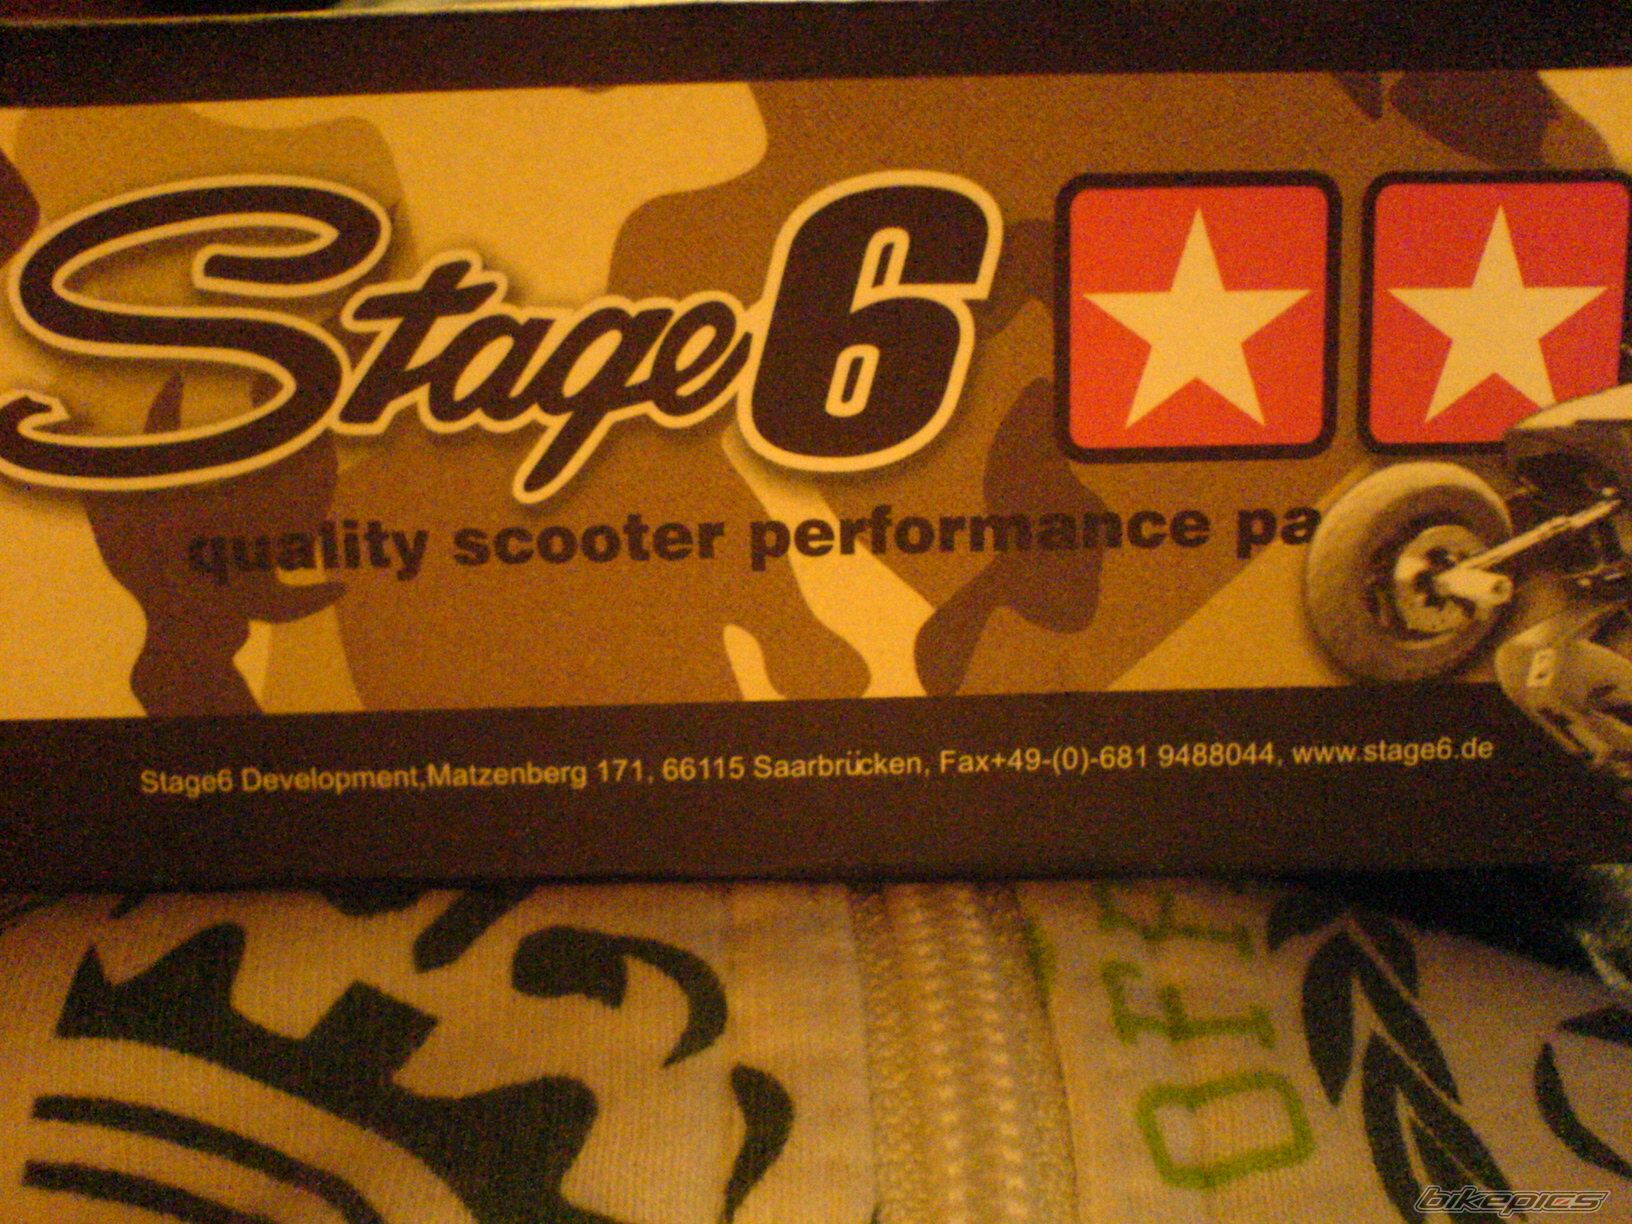 Stage6
quality scooter performance pa
Stage6 Development,Matzenberg 171, 66115 Saarbrücken, Fax+49-(0)-681 9488044, www.stage6.de
OFF
bikepics